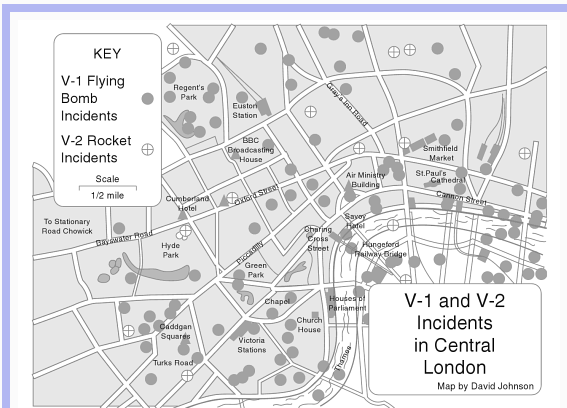 KEY
V-1 Flying
Bomb
Incidents
V-2 Rocket
Incidents
Scale
1/2 mile
Regent's
Park
Euston
Station
Gray's Inn Road
BBC
Broadcasting
House
Smithfield
Market
Air Ministry
Building
St.Paul's
Cathedral
Cannon Street
Cumberland
Hotel
Oxford Street
To Stationary
Road Chowick
Bayswater Road
Savoy
Hotel
Charing
Cross
Street
Hungeford
Railway Bridge
Hyde
Park
Piccadilly
Green
Park
Chapel
Houses of
Parliament
Church
House
Caddgan
Squares
Victoria
Stations
Turks Road
Thames
V-1 and V-2
Incidents
in Central
London
Map by David Johnson